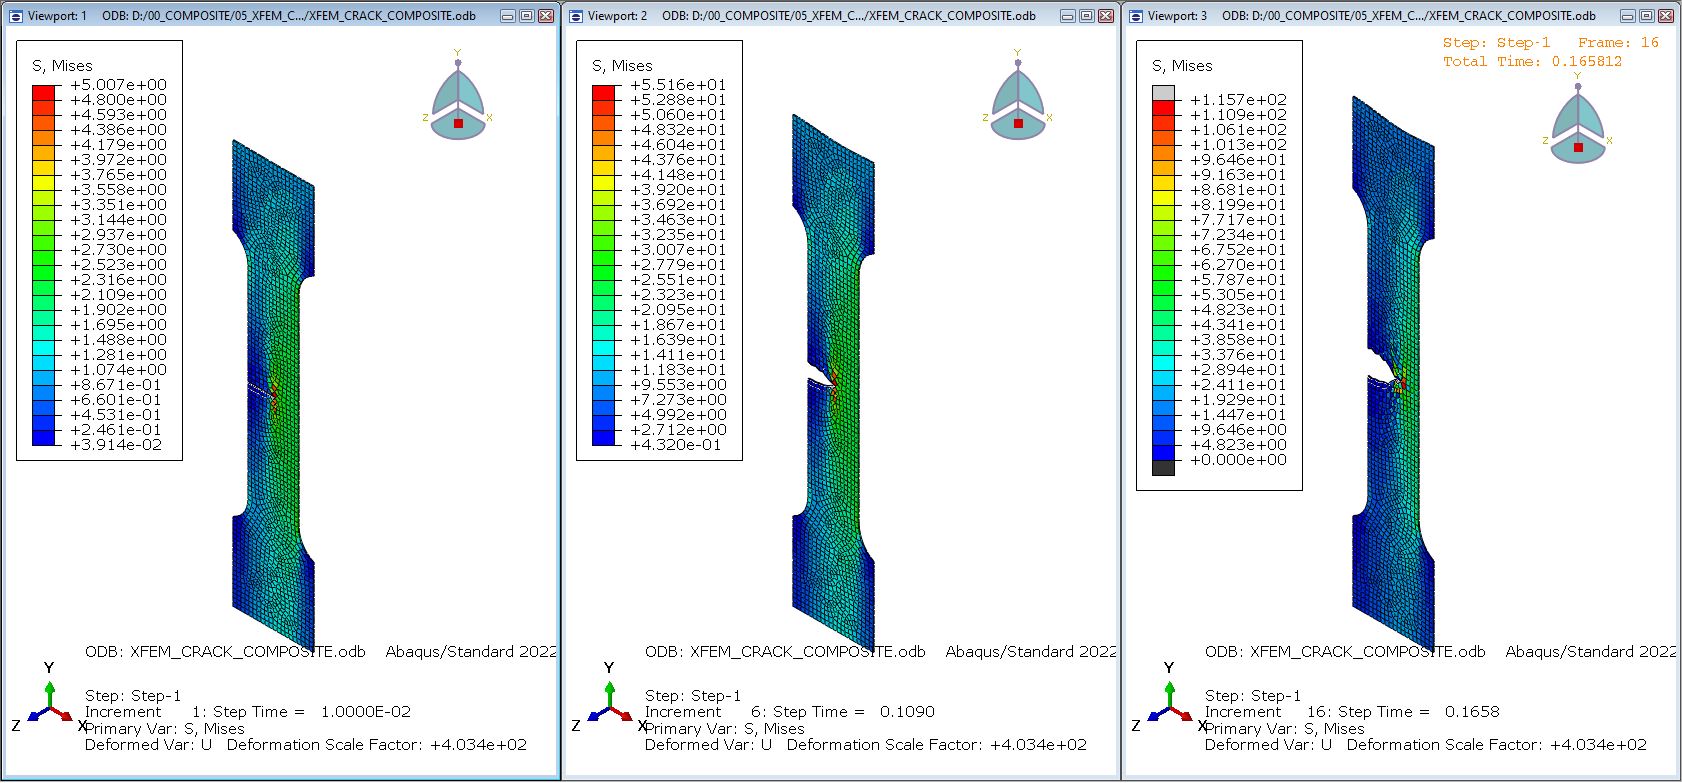 Viewport: 1 ODB: D:/00_COMPOSITE/05_XFEM_C.../XFEM_CRACK_COMPOSITE.odb
S, Mises
+5.007e+00
+4.800e+00
+4.593e+00
+4.386e+00
+4.179e+00
+3.972e+00
+3.765e+00
+3.558e+00
+3.351e+00
+3.144e+00
+2.937e+00
+2.730e+00
+2.523e+00
+2.316e+00
+2.109e+00
+1.902e+00
+1.695e+00
+1.488e+00
+1.281e+00
+1.074e+00
+8.671e-01
+6.601e-01
+4.531e-01
+2.461e-01
+3.914e-02
Y
Z X
ODB: XFEM_CRACK_COMPOSITE.odb Abaqus/Standard 2022
Y
Z X
Step: Step-1
Increment 1: Step Time = 1.0000E-02
Primary Var: S, Mises
Deformed Var: U Deformation Scale Factor: +4.034e+02
Viewport: 2 ODB: D:/00_COMPOSITE/05_XFEM_C.../XFEM_CRACK_COMPOSITE.odb
S, Mises
+5.516e+01
+5.288e+01
+5.060e+01
+4.832e+01
+4.604e+01
+4.376e+01
+4.148e+01
+3.920e+01
+3.692e+01
+3.463e+01
+3.235e+01
+3.007e+01
+2.779e+01
+2.551e+01
+2.323e+01
+2.095e+01
+1.867e+01
+1.639e+01
+1.411e+01
+1.183e+01
+9.553e+00
+7.273e+00
+4.992e+00
+2.712e+00
+4.320e-01
Y
Z X
ODB: XFEM_CRACK_COMPOSITE.odb Abaqus/Standard 2022
Y
Z X
Step: Step-1
Increment 6: Step Time = 0.1090
Primary Var: S, Mises
Deformed Var: U Deformation Scale Factor: +4.034e+02
Viewport: 3 ODB: D:/00_COMPOSITE/05_XFEM_C.../XFEM_CRACK_COMPOSITE.odb
Step: Step-1 Frame: 16
Total Time: 0.165812
S, Mises
+1.157e+02
+1.109e+02
+1.061e+02
+1.013e+02
+9.646e+01
+9.163e+01
+8.681e+01
+8.199e+01
+7.717e+01
+7.234e+01
+6.752e+01
+6.270e+01
+5.787e+01
+5.305e+01
+4.823e+01
+4.341e+01
+3.858e+01
+3.376e+01
+2.894e+01
+2.411e+01
+1.929e+01
+1.447e+01
+9.646e+00
+4.823e+00
+0.000e+00
Y
Z X
ODB: XFEM_CRACK_COMPOSITE.odb Abaqus/Standard 2022
Y
Z X
Step: Step-1
Increment 16: Step Time = 0.1658
Primary Var: S, Mises
Deformed Var: U Deformation Scale Factor: +4.034e+02